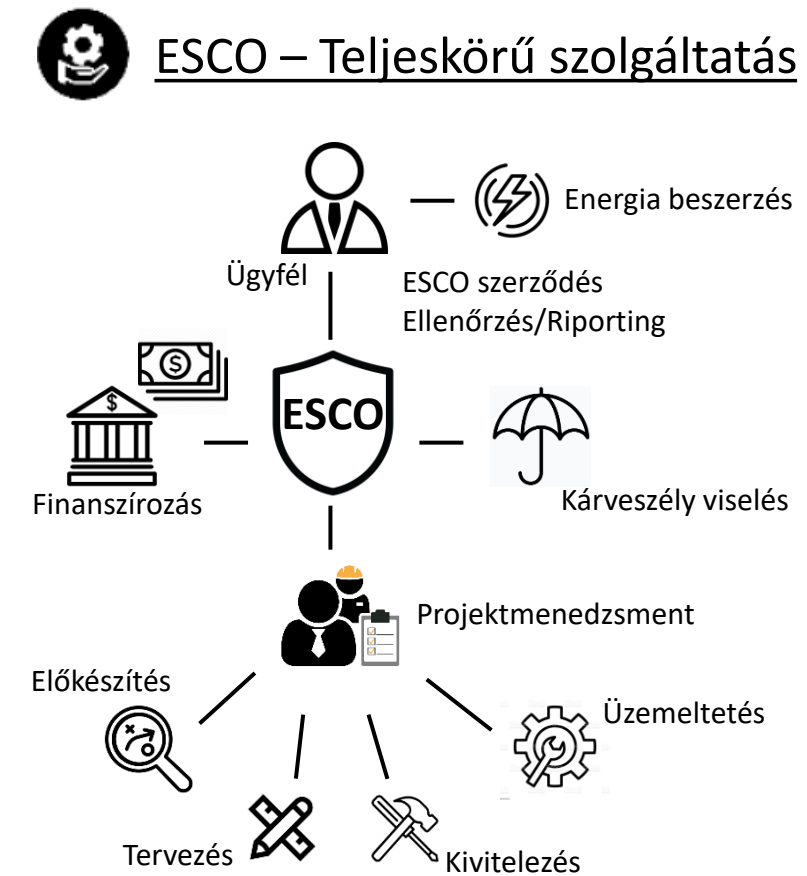 ESCO – Teljeskörű szolgáltatás
Energia beszerzés
Ügyfél
ESCO szerződés
Ellenőrzés/Riporting
$
$
ESCO
Finanszírozás
Kárveszély viselés
Projektmenedzsment
Előkészítés
Üzemeltetés
Tervezés
Kivitelezés